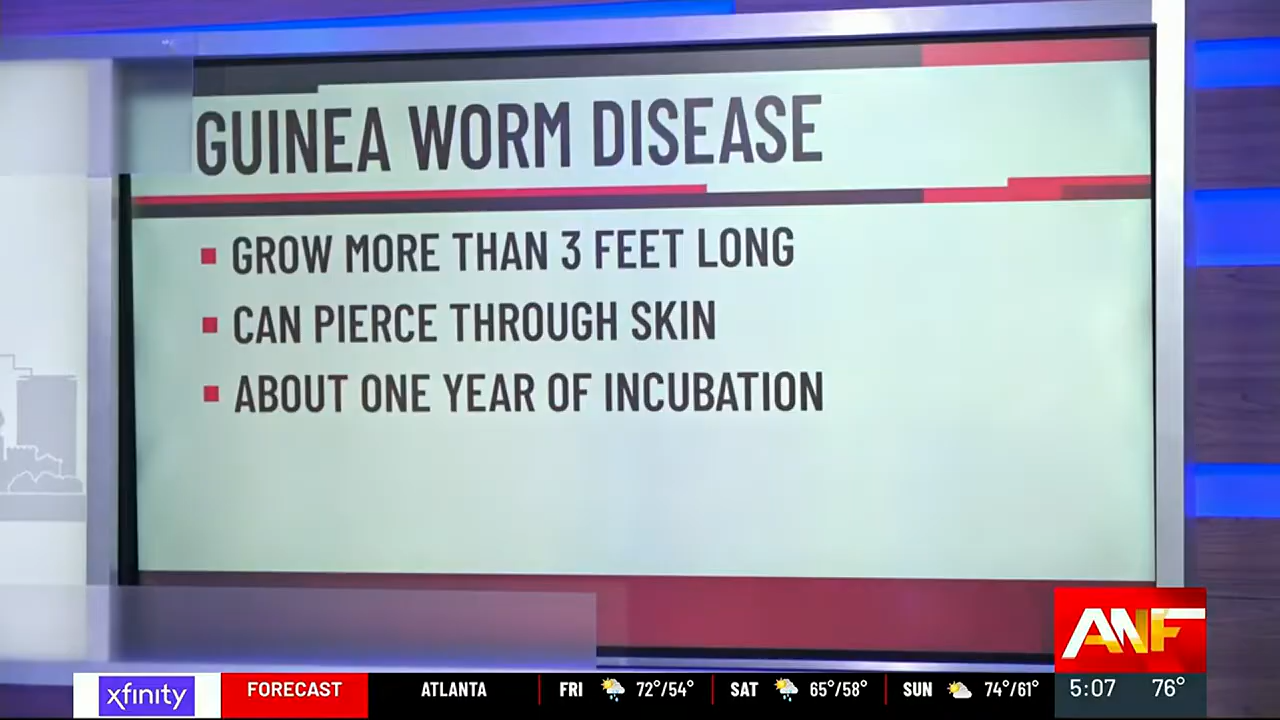 GUINEA WORM DISEASE
GROW MORE THAN 3 FEET LONG
CAN PIERCE THROUGH SKIN
ABOUT ONE YEAR OF INCUBATION
ANF
xfinity FORECAST ATLANTA FRI 72°/54° SAT 65°/58° SUN 74°/61° 5:07 76°